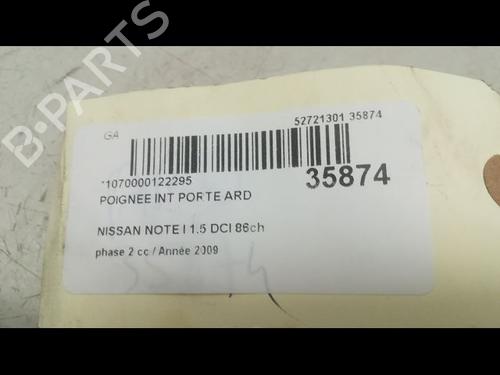 B-PARTS
GA
52721301 35874
*1070000122295
35874
POIGNEE INT PORTE ARD
NISSAN NOTE I 1.5 DCI 86ch
phase 2 cc / Année 2009